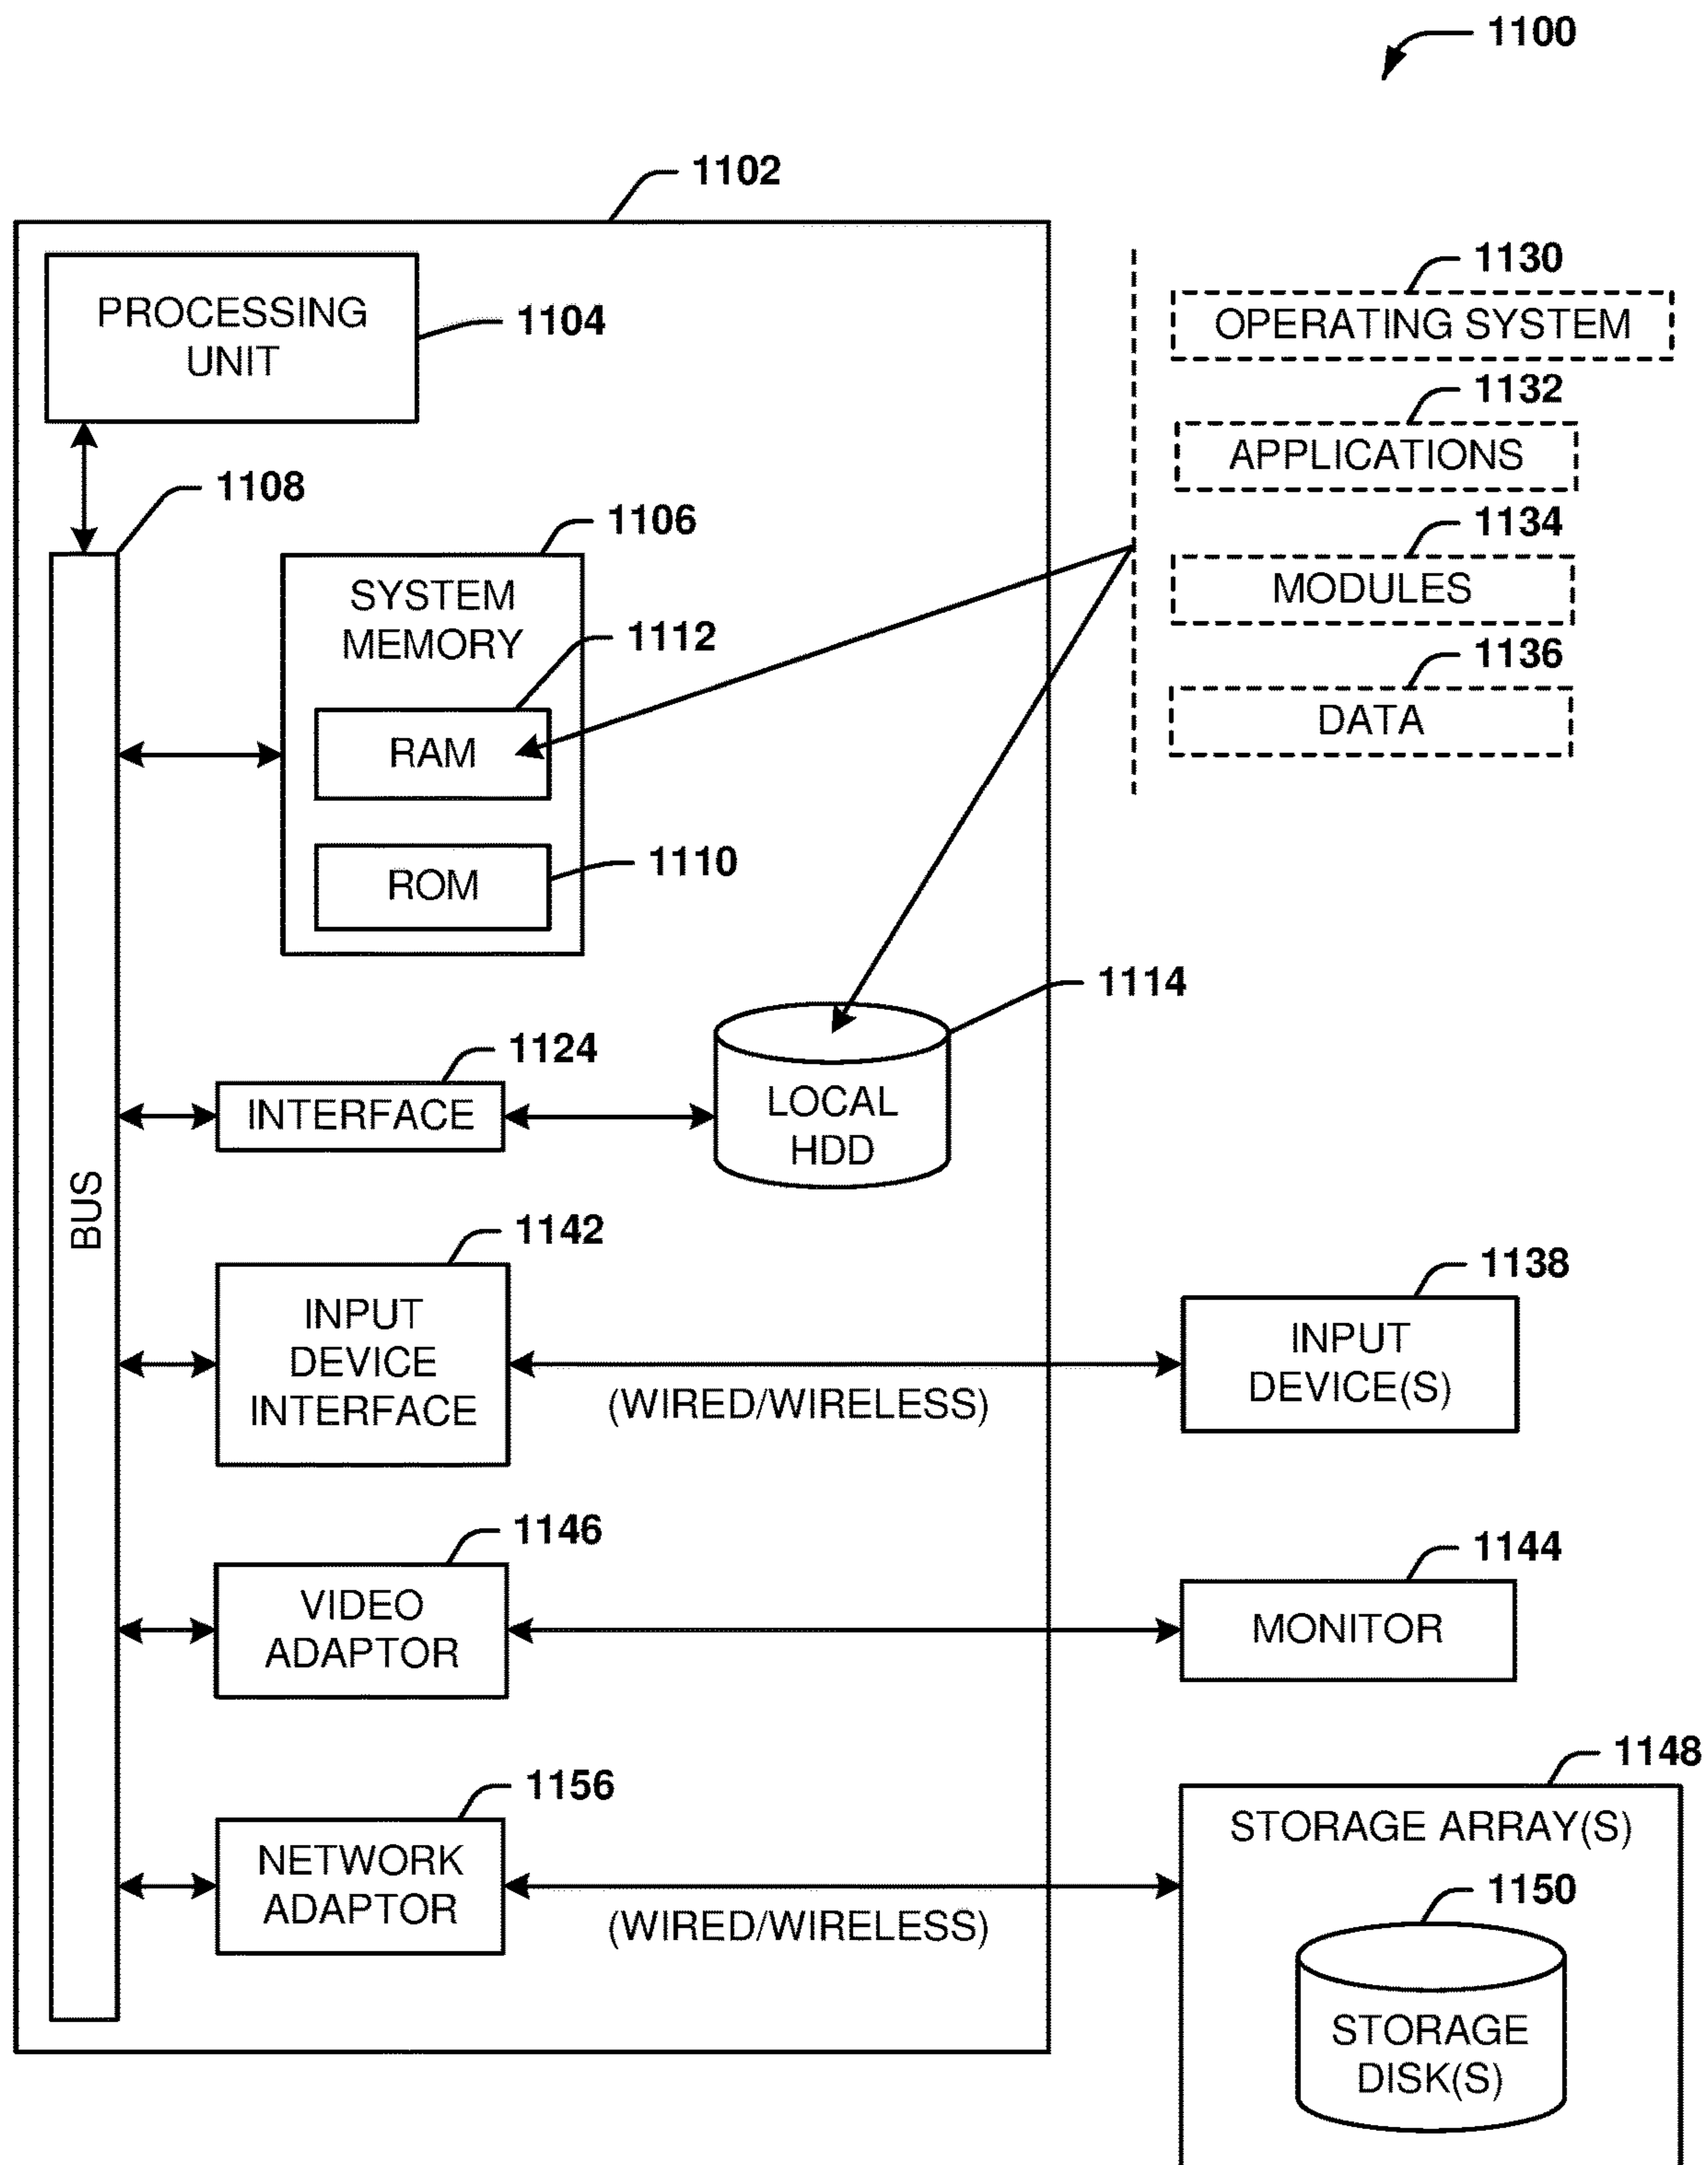 1100
1102
PROCESSING
UNIT
1104
1130
OPERATING SYSTEM
1132
APPLICATIONS
1134
MODULES
1136
DATA
1108
BUS
1106
SYSTEM
MEMORY
1112
RAM
1110
ROM
1114
LOCAL
HDD
1124
INTERFACE
1142
INPUT
DEVICE
INTERFACE
(WIRED/WIRELESS)
1138
INPUT
DEVICE(S)
1146
VIDEO
ADAPTOR
1144
MONITOR
1156
NETWORK
ADAPTOR
(WIRED/WIRELESS)
1148
STORAGE ARRAY(S)
1150
STORAGE
DISK(S)